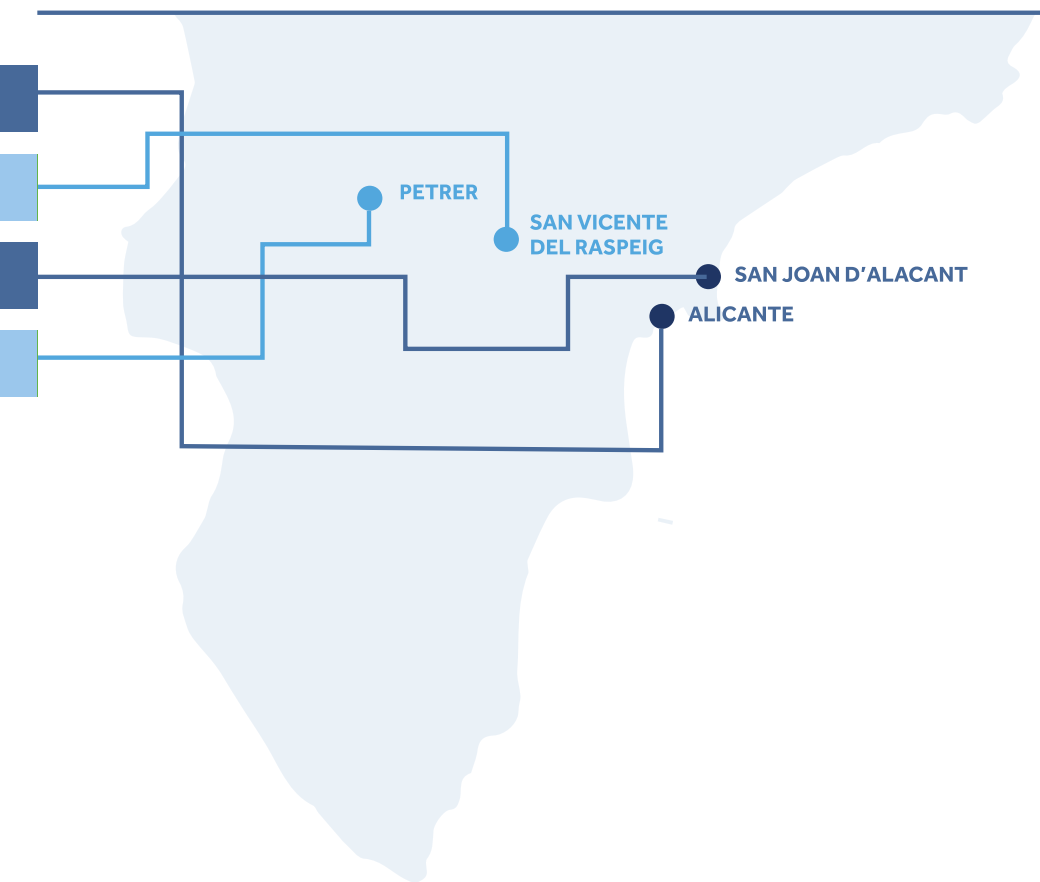 PETRER
SAN VICENTE
DEL RASPEIG
SAN JOAN D’ALACANT
ALICANTE